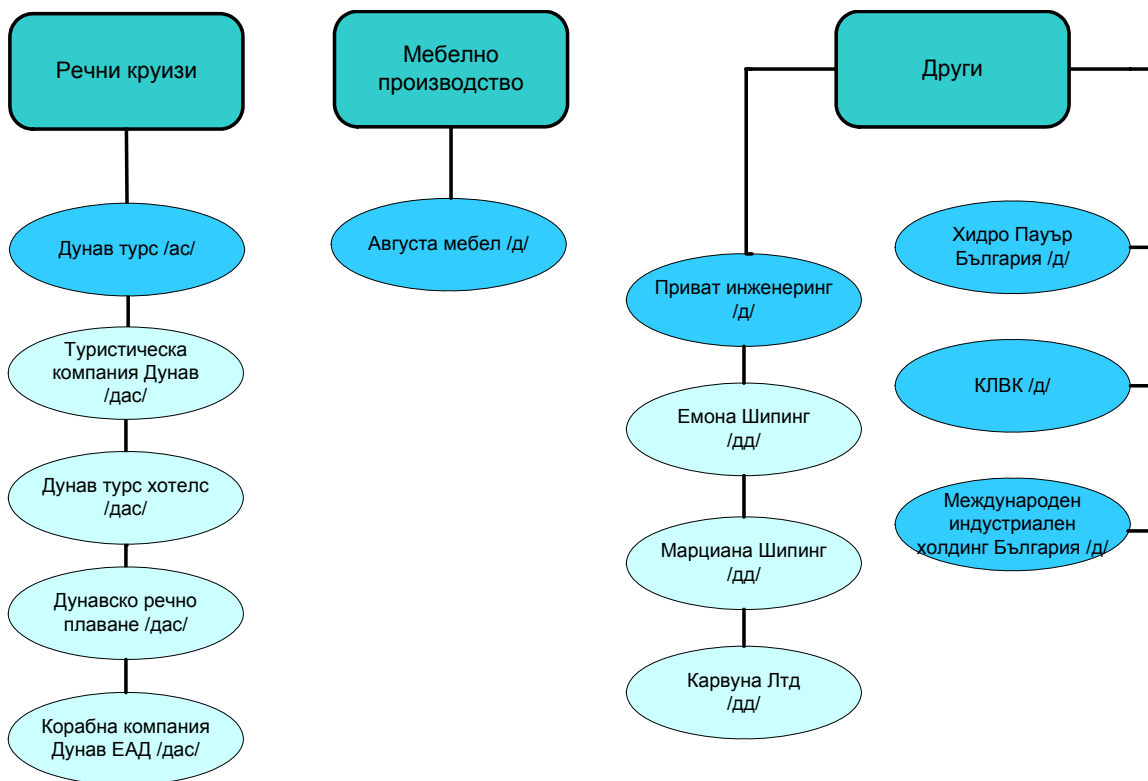 Речни круизи
Дунав турс /ас/
Туристическа
компания Дунав
/дас/
Дунав турс хотелс
/дас/
Дунавско речно
плаване /дас/
Корабна компания
Дунав ЕАД /дас/
Мебелно
производство
Августа мебел /д/
Други
Приват инженеринг
/д/
Емона Шипинг
/дд/
Марциана Шипинг
/дд/
Карвуна Лтд
/дд/
Хидро Пауър
България /д/
КЛВК /д/
Международен
индустриален
холдинг България /д/